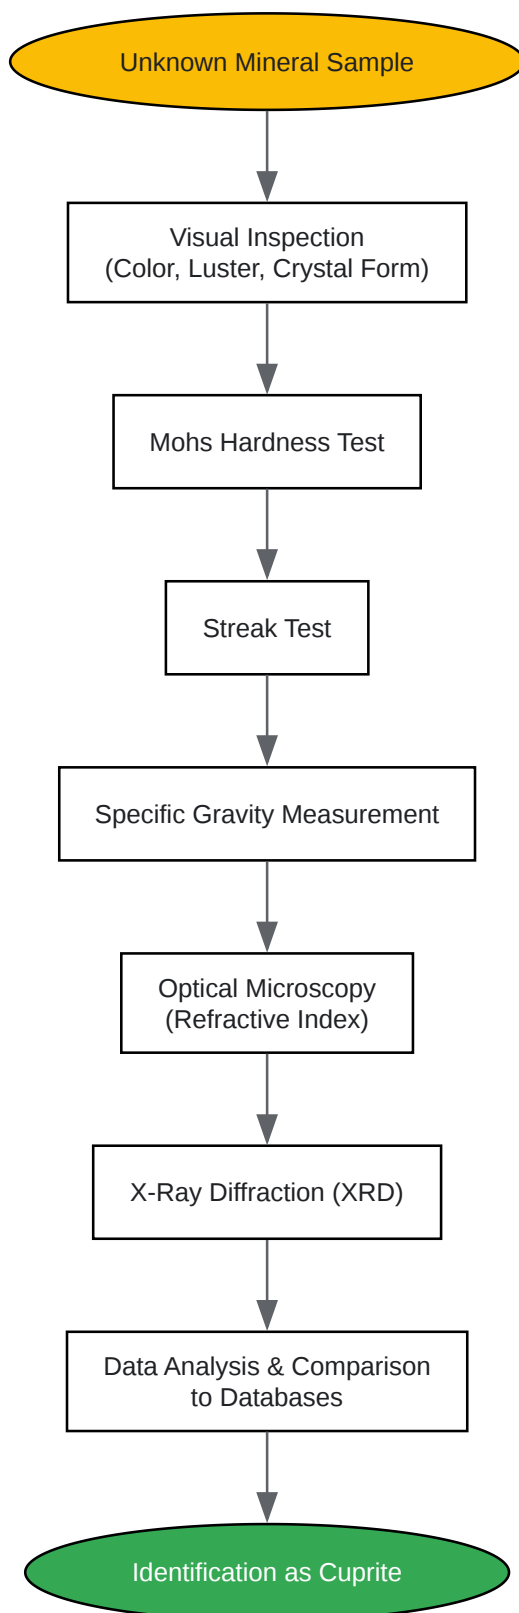 Unknown Mineral Sample
Visual Inspection
(Color, Luster, Crystal Form)
Mohs Hardness Test
Streak Test
Specific Gravity Measurement
Optical Microscopy
(Refractive Index)
X-Ray Diffraction (XRD)
Data Analysis & Comparison
to Databases
Identification as Cuprite